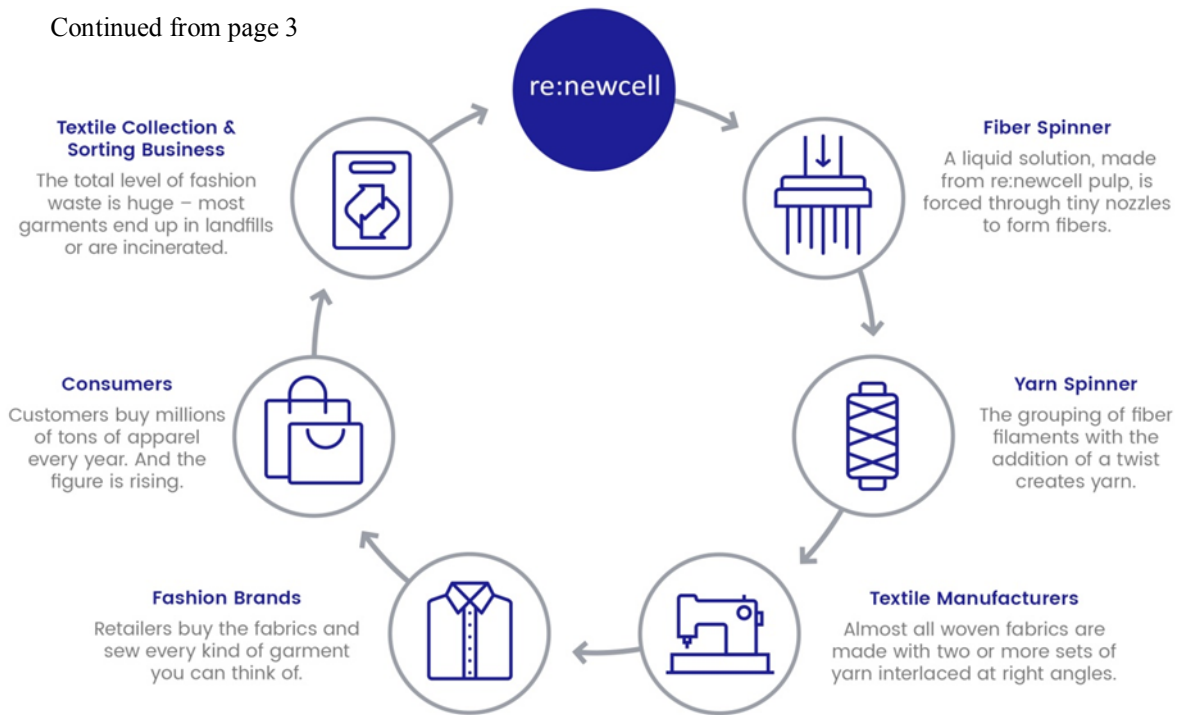 Continued from page 3
re:newcell
Fiber Spinner
A liquid solution, made
from re:newcell pulp, is
forced through tiny nozzles
to form fibers.
Yarn Spinner
The grouping of fiber
filaments with the
addition of a twist
creates yarn.
Textile Manufacturers
Almost all woven fabrics are
made with two or more sets of
yarn interlaced at right angles.
Fashion Brands
Retailers buy the fabrics and
sew every kind of garment
you can think of.
Consumers
Customers buy millions
of tons of apparel
every year. And the
figure is rising.
Textile Collection &
Sorting Business
The total level of fashion
waste is huge – most
garments end up in landfills
or are incinerated.